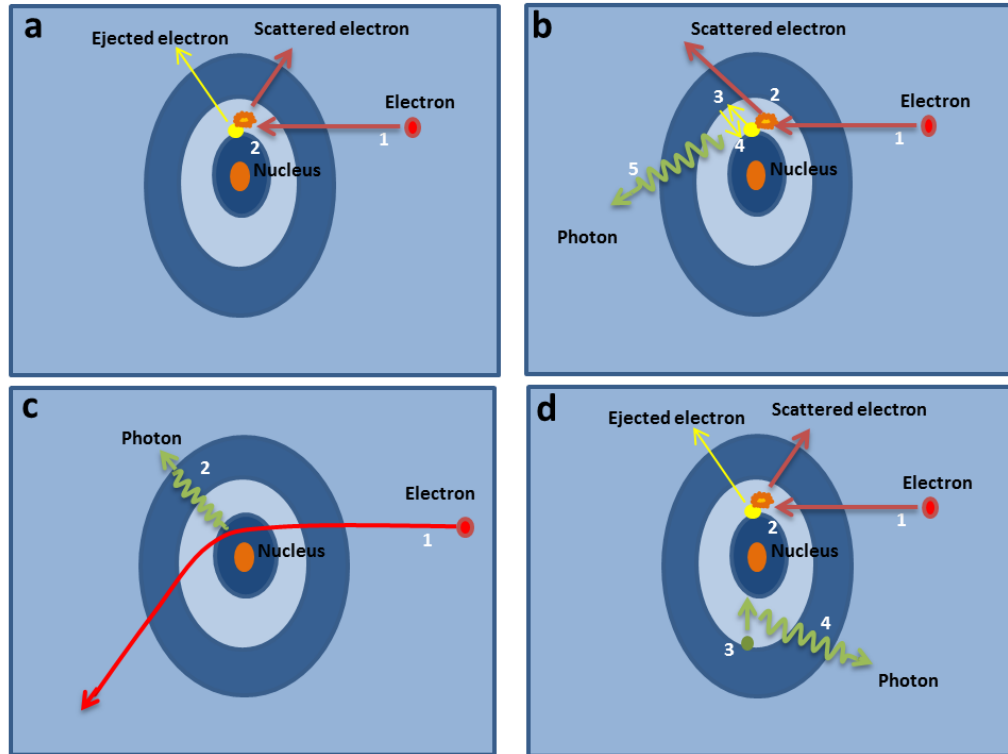 a
Ejected electron
Scattered electron
Electron
1
2
Nucleus
b
Scattered electron
Electron
3
2
1
4
5
Nucleus
Photon
c
Photon
2
Electron
1
Nucleus
d
Ejected electron
Scattered electron
Electron
1
2
Nucleus
3
4
Photon